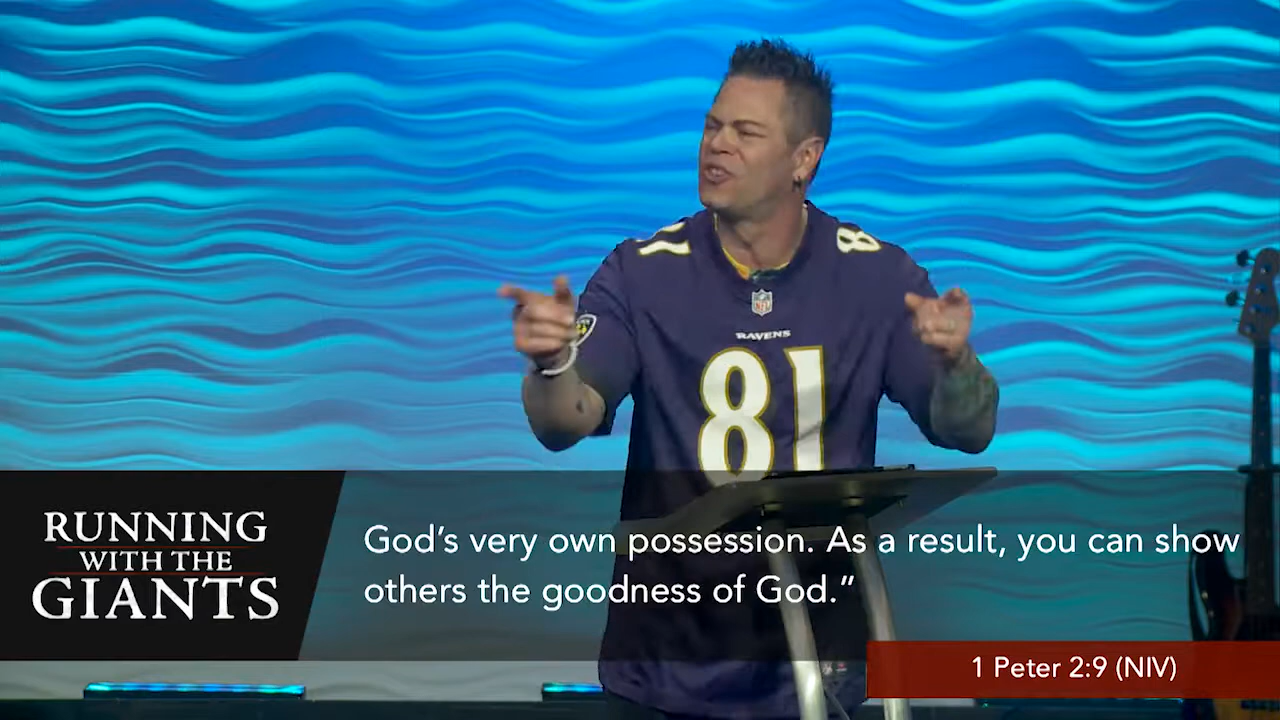 81
81
NFL
RAVENS
81
RUNNING
WITH THE
GIANTS
God's very own possession. As a result, you can show
others the goodness of God.”
1 Peter 2:9 (NIV)